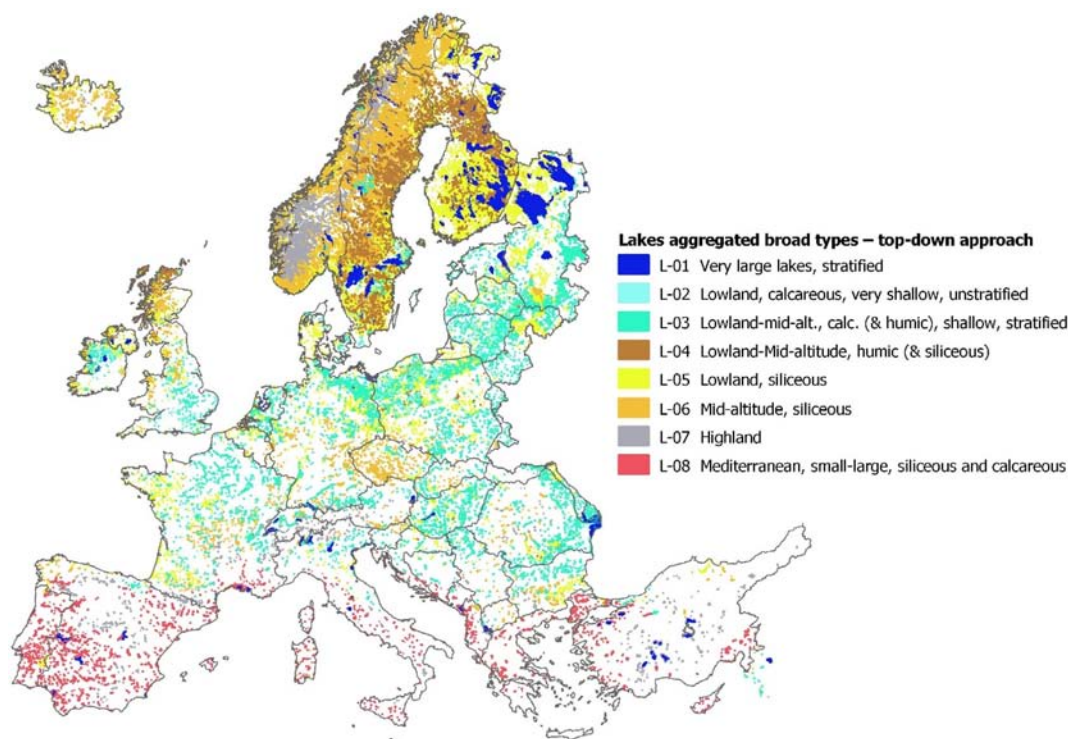 Lakes aggregated broad types – top-down approach
L-01 Very large lakes, stratified
L-02 Lowland, calcareous, very shallow, unstratified
L-03 Lowland-mid-alt., calc. (& humic), shallow, stratified
L-04 Lowland-Mid-altitude, humic (& siliceous)
L-05 Lowland, siliceous
L-06 Mid-altitude, siliceous
L-07 Highland
L-08 Mediterranean, small-large, siliceous and calcareous